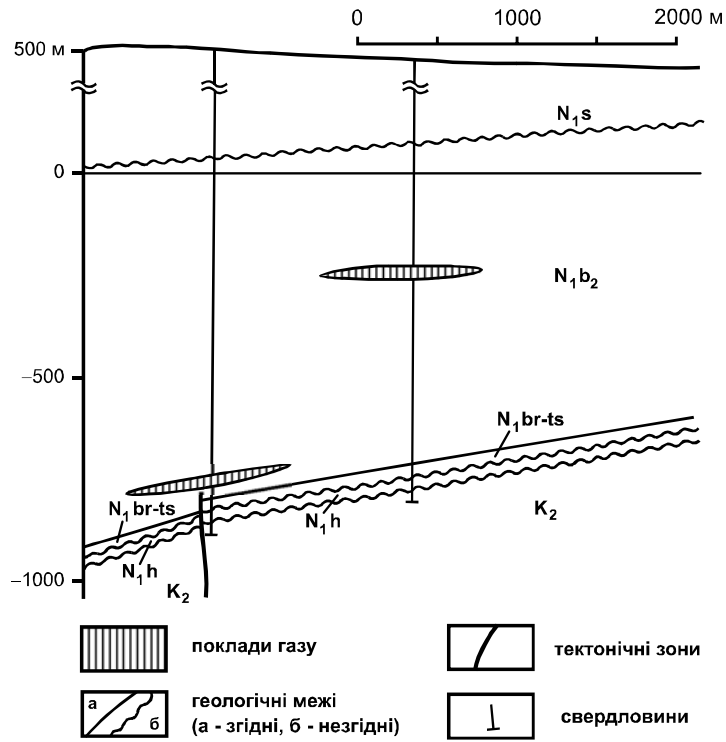 0 1000 2000 м
500 м
N₁s
0
N₁b₂
–500
N₁br-ts
N₁br-ts
N₁h
K₂
N₁h
K₂
–1000
поклади газу
тектонічні зони
а б
геологічні межі
(а - згідні, б - незгідні)
свердловини